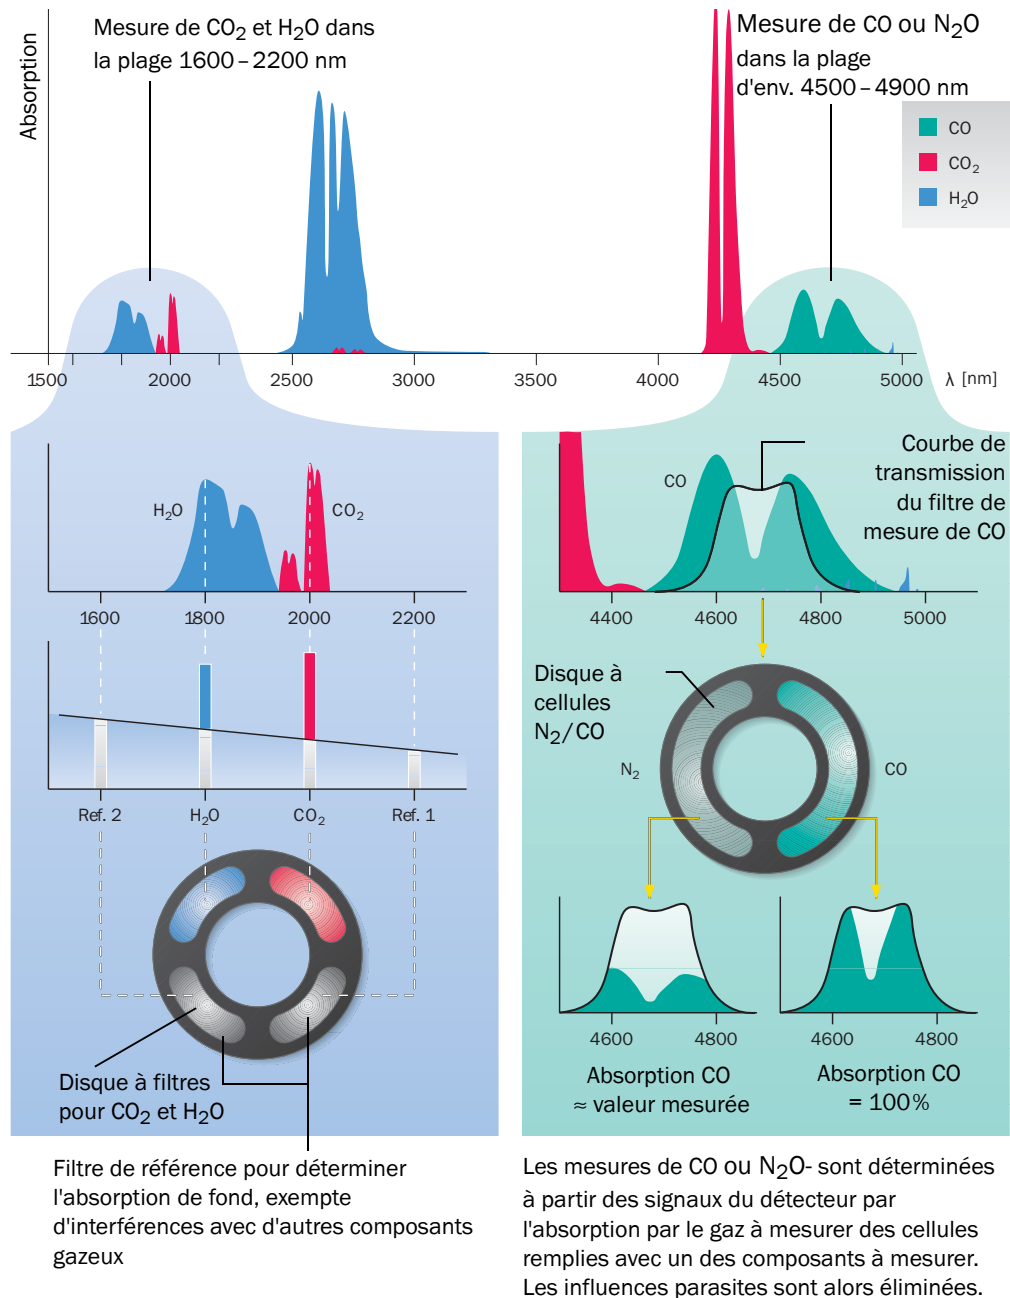 Absorption
Mesure de CO₂ et H₂O dans
la plage 1600 – 2200 nm
Mesure de CO ou N₂O
dans la plage
d'env. 4500 – 4900 nm
CO
CO₂
H₂O
1500 2000 2500 3000 3500 4000 4500 5000 λ [nm]
H₂O
CO₂
1600 1800 2000 2200
Ref. 2 H₂O CO₂ Ref. 1
Disque à filtres
pour CO₂ et H₂O
Filtre de référence pour déterminer
l'absorption de fond, exempte
d'interférences avec d'autres composants
gazeux
Courbe de
transmission
du filtre de
mesure de CO
CO
4400 4600 4800 5000
Disque à
cellules
N₂/CO
N₂
CO
4600 4800
4600 4800
Absorption CO
≈ valeur mesurée
Absorption CO
= 100%
Les mesures de CO ou N₂O- sont déterminées
à partir des signaux du détecteur par
l'absorption par le gaz à mesurer des cellules
remplies avec un des composants à mesurer.
Les influences parasites sont alors éliminées.